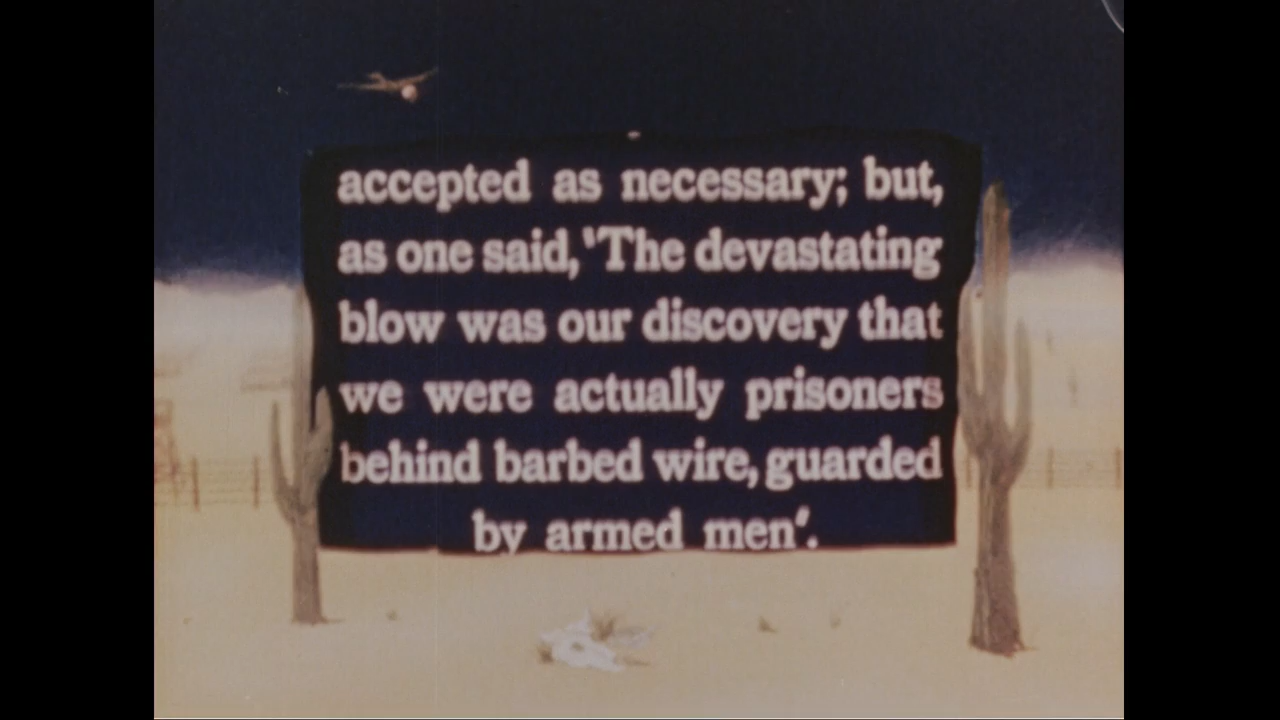 accepted as necessary; but,
as one said, 'The devastating
blow was our discovery that
we were actually prisoners
behind barbed wire, guarded
by armed men'.